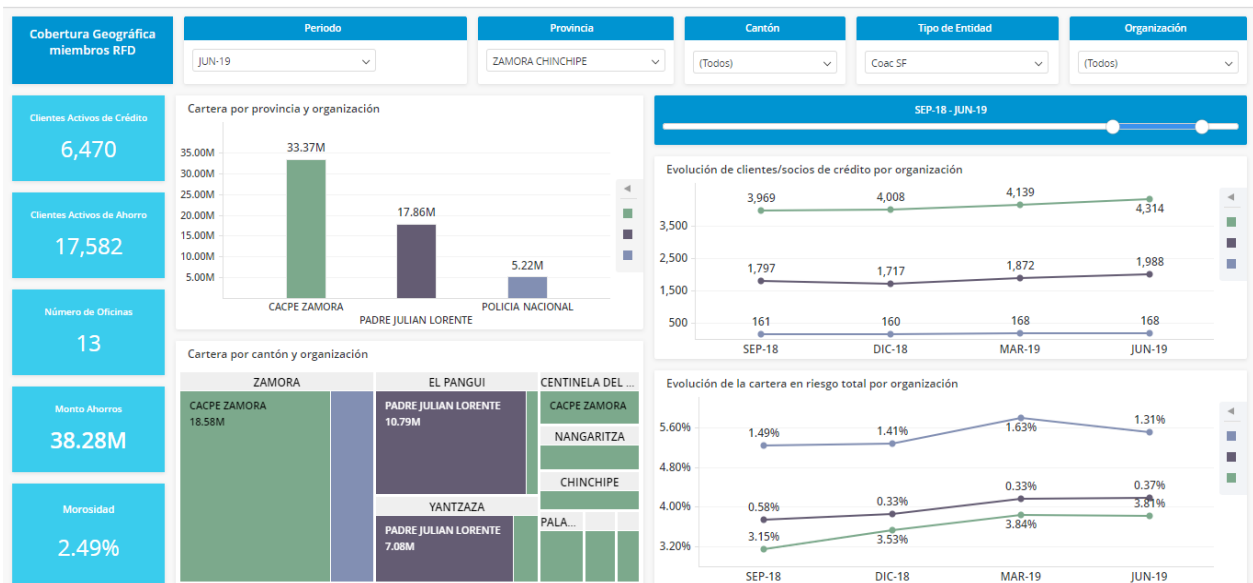 Cobertura Geográfica
miembros RFD
Periodo
JUN-19
Provincia
ZAMORA CHINCHIPE
Cantón
(Todos)
Tipo de Entidad
Coac SF
Organización
(Todos)
Clientes Activos de Crédito
6,470
Clientes Activos de Ahorro
17,582
Número de Oficinas
13
Monto Ahorros
38.28M
Morosidad
2.49%
Cartera por provincia y organización
35.00M
30.00M
25.00M
20.00M
15.00M
10.00M
5.00M
33.37M
17.86M
5.22M
CACPE ZAMORA
PADRE JULIAN LORENTE
POLICIA NACIONAL
Cartera por cantón y organización
ZAMORA
CACPE ZAMORA
18.58M
EL PANGUI
PADRE JULIAN LORENTE
10.79M
YANTZAZA
PADRE JULIAN LORENTE
7.08M
CENTINELA DEL ...
CACPE ZAMORA
NANGARITZA
CHINCHIPE
PALA...
SEP-18 - JUN-19
Evolución de clientes/socios de crédito por organización
3,500
2,500
1,500
500
3,969
4,008
4,139
4,314
1,797
1,717
1,872
1,988
161
160
168
168
SEP-18
DIC-18
MAR-19
JUN-19
Evolución de la cartera en riesgo total por organización
5.60%
4.80%
4.00%
3.20%
1.49%
1.41%
1.63%
1.31%
0.58%
0.33%
0.33%
0.37%
3.15%
3.53%
3.84%
3.81%
SEP-18
DIC-18
MAR-19
JUN-19